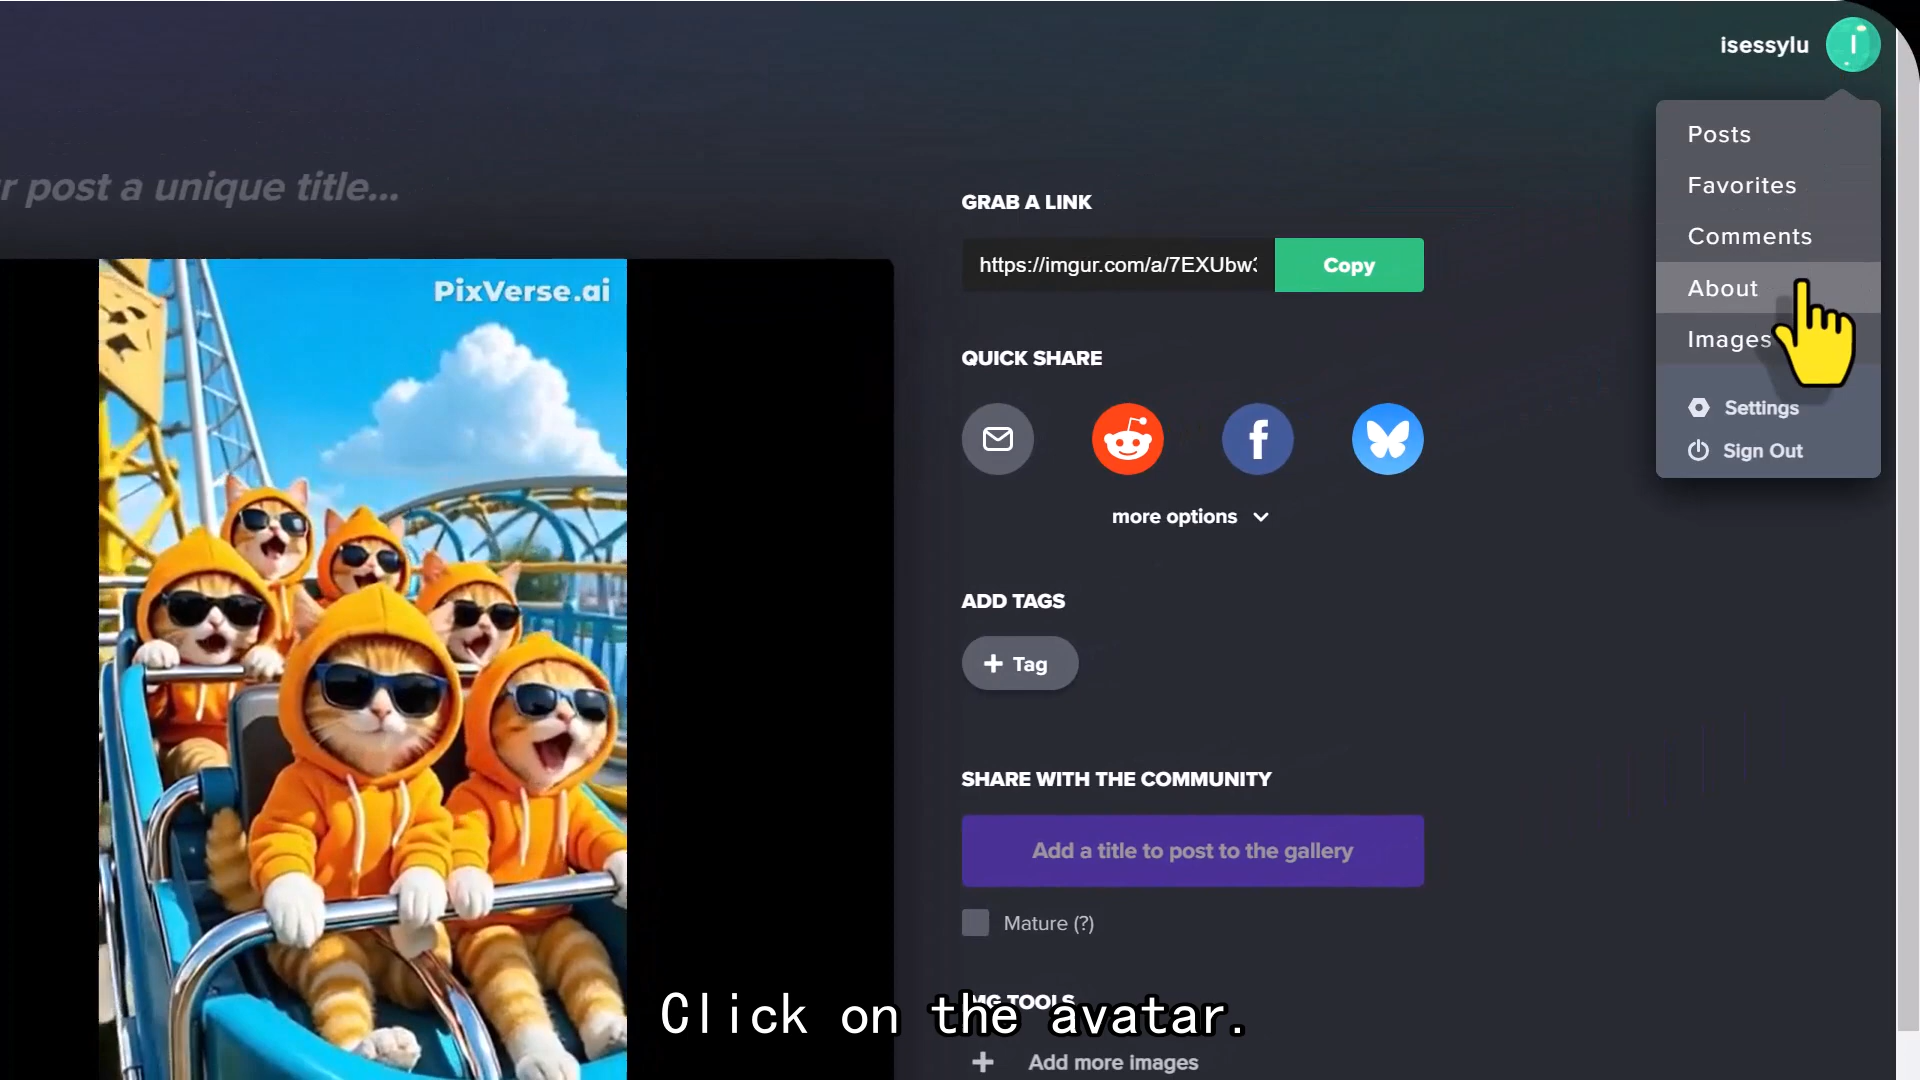 isessylu
Posts
Favorites
Comments
About
Images
Settings
Sign Out
r post a unique title...
PixVerse.ai
GRAB A LINK
https://imgur.com/a/7EXUbw
Copy
QUICK SHARE
more options
ADD TAGS
+ Tag
SHARE WITH THE COMMUNITY
Add a title to post to the gallery
Mature (?)
MG TOOLS
Click on the avatar.
+ Add more images